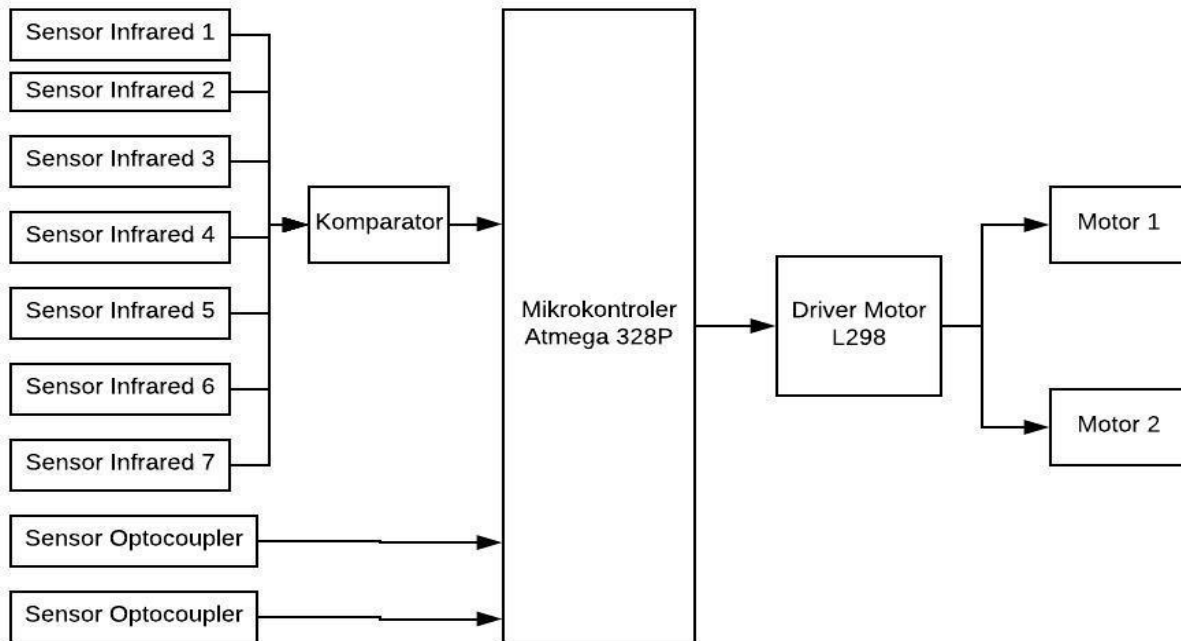 Sensor Infrared 1
Sensor Infrared 2
Sensor Infrared 3
Sensor Infrared 4
Sensor Infrared 5
Sensor Infrared 6
Sensor Infrared 7
Sensor Optocoupler
Sensor Optocoupler
Komparator
Mikrokontroler
Atmega 328P
Driver Motor
L298
Motor 1
Motor 2